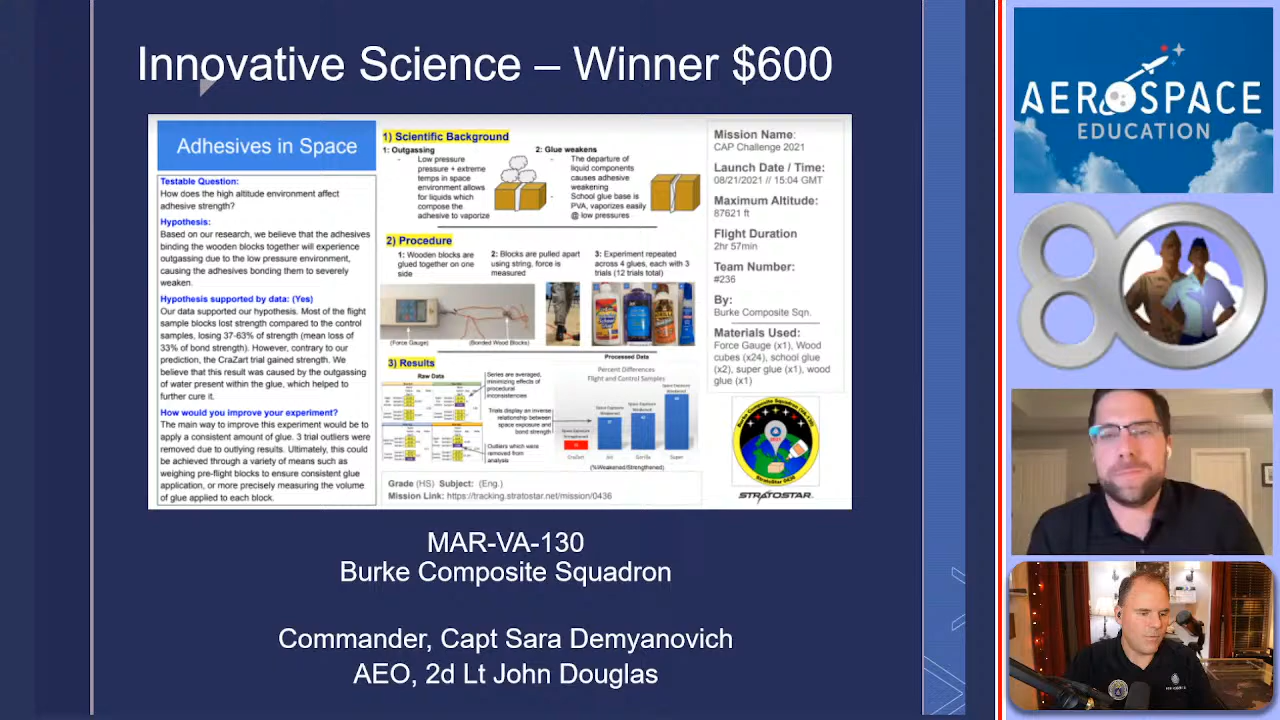 Innovative Science – Winner $600
Adhesives in Space
Testable Question:
How does the high altitude environment affect
adhesive strength?
Hypothesis:
Based on our research, we believe that the adhesives
binding the wooden blocks together will experience
outgassing due to the low pressure environment,
causing the adhesives bonding them to severely
weaken.
Hypothesis supported by data: (Yes)
Our data supported our hypothesis. Most of the flight
sample blocks lost strength compared to the control
samples, losing 37-63% of strength (mean loss of
33% of bond strength). However, contrary to our
prediction, the CraZart trial gained strength. We
believe that this result was caused by the outgassing
of water present within the glue, which helped to
further cure it.
How would you improve your experiment?
The main way to improve this experiment would be to
apply a consistent amount of glue. 3 trial outliers were
removed due to outlying results. Ultimately, this could
be achieved through a variety of means such as
weighing pre-flight blocks to ensure consistent glue
application, or more precisely measuring the volume
of glue applied to each block.
1) Scientific Background
1: Outgassing
- Low pressure
pressure + extreme
temps in space
environment allows
for liquids which
compose the
adhesive to vaporize
2: Glue weakens
- The departure of
liquid components
causes adhesive
weakening
- School glue base is
PVA, vaporizes easily
@ low pressures
2) Procedure
1: Wooden blocks are
glued together on one
side
2: Blocks are pulled apart
using string, force is
measured
3: Experiment repeated
across 4 glues, each with 3
trials (12 trials total)
(Force Gauge)
(Bonded Wood Blocks)
3) Results
Raw Data
Series are averaged,
minimizing effects of
procedural
inconsistencies
Trials display an inverse
relationship between
space exposure and
bond strength
Outliers which were
removed from
analysis
Processed Data
Percent Differences
Flight and Control Samples
CraZart
Gorilla
Super
(%Weakened/Strengthened)
Grade (HS) Subject: (Eng.)
Mission Link: https://tracking.stratostar.net/mission/0436
Mission Name:
CAP Challenge 2021
Launch Date / Time:
08/21/2021 // 15:04 GMT
Maximum Altitude:
87621 ft
Flight Duration
2hr 57min
Team Number:
#236
By:
Burke Composite Sqn.
Materials Used:
Force Gauge (x1), Wood
cubes (x24), school glue
(x2), super glue (x1), wood
glue (x1)
STRATOSTAR
MAR-VA-130
Burke Composite Squadron
Commander, Capt Sara Demyanovich
AEO, 2d Lt John Douglas
AEROSPACE
EDUCATION
80